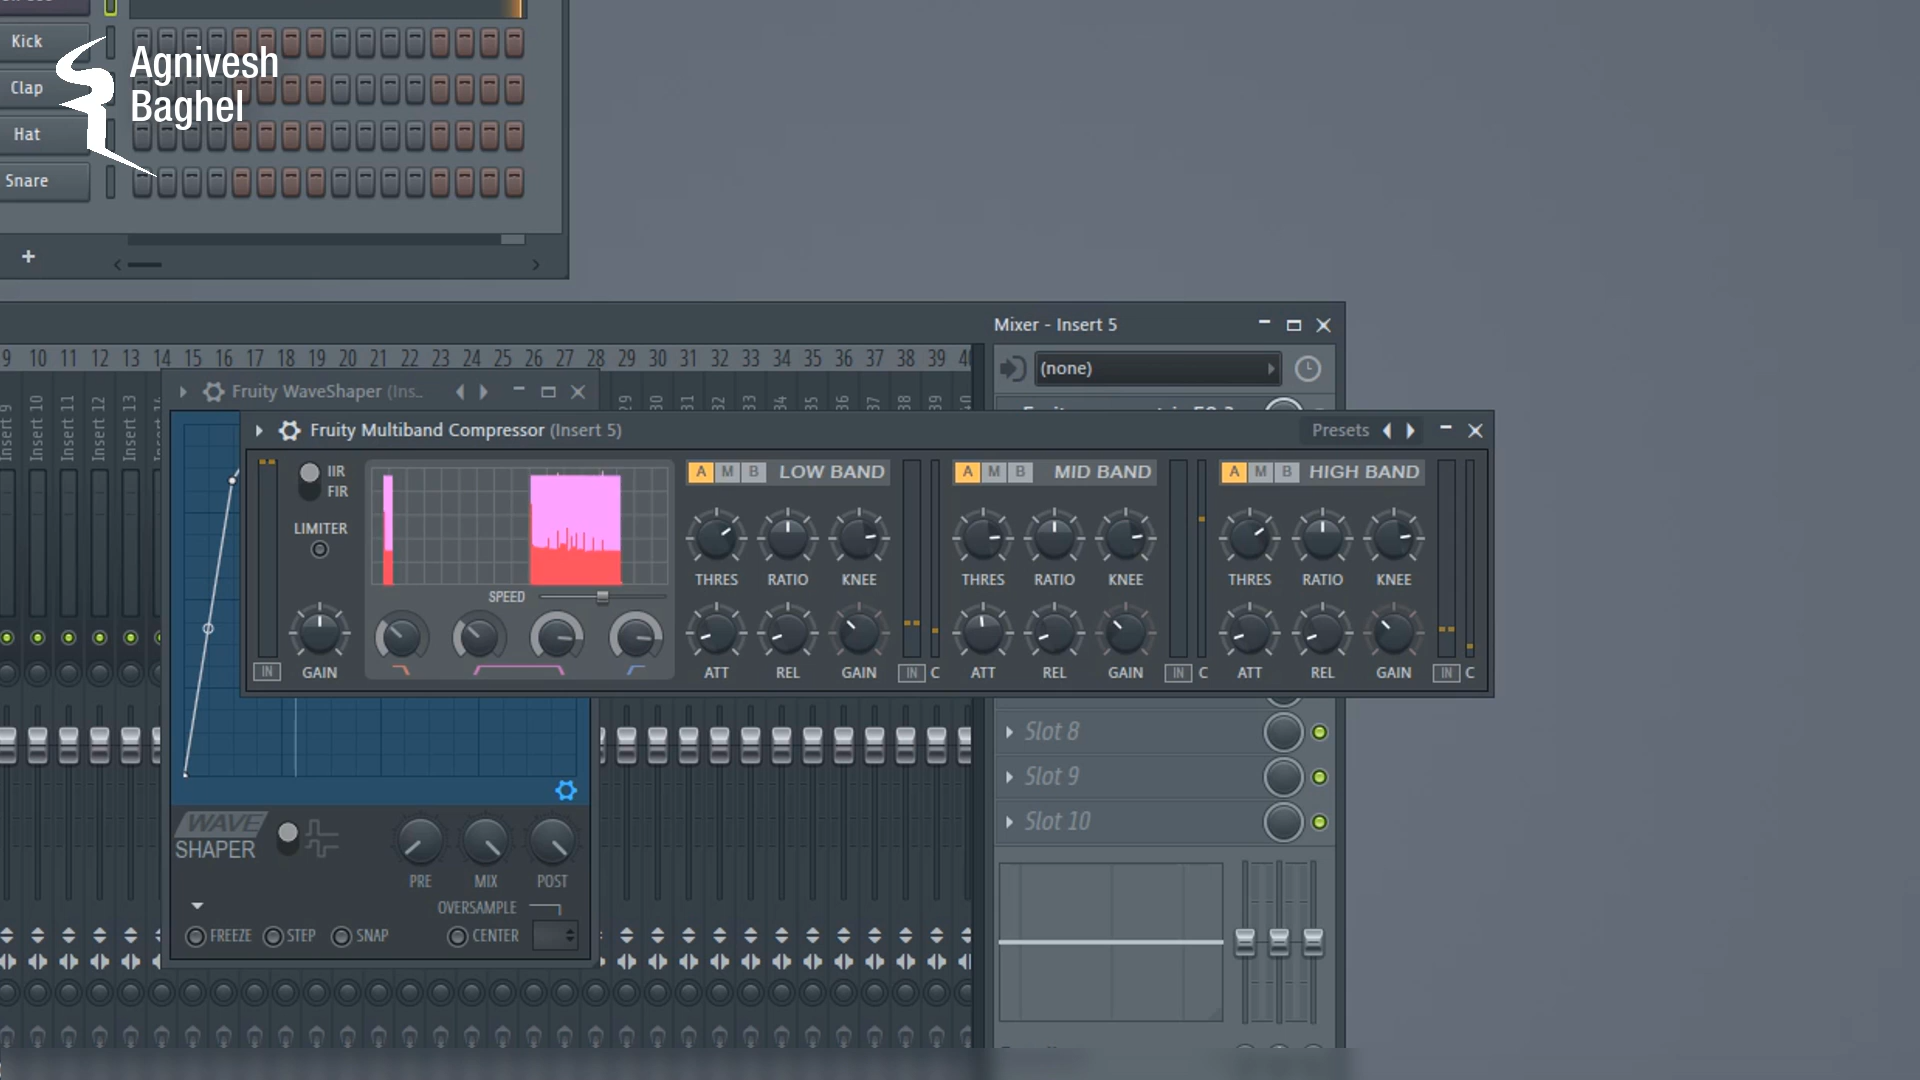 Kick
Clap
Hat
Snare
Agnivesh
Baghel
+
Mixer - Insert 5
(none)
9 10 11 12 13 14 15 16 17 18 19 20 21 22 23 24 25 26 27 28 29 30 31 32 33 34 35 36 37 38 39
Insert 9
Insert 10
Insert 11
Insert 12
Insert 13
Fruity WaveShaper (Ins…
Fruity Multiband Compressor (Insert 5)
Presets
IIR
FIR
LIMITER
GAIN
IN
SPEED
A M B LOW BAND
THRES RATIO KNEE
ATT REL GAIN IN C
A M B MID BAND
THRES RATIO KNEE
ATT REL GAIN IN C
A M B HIGH BAND
THRES RATIO KNEE
ATT REL GAIN IN C
Slot 8
Slot 9
Slot 10
WAVE
SHAPER
PRE MIX POST
OVERSAMPLE
FREEZE STEP SNAP CENTER